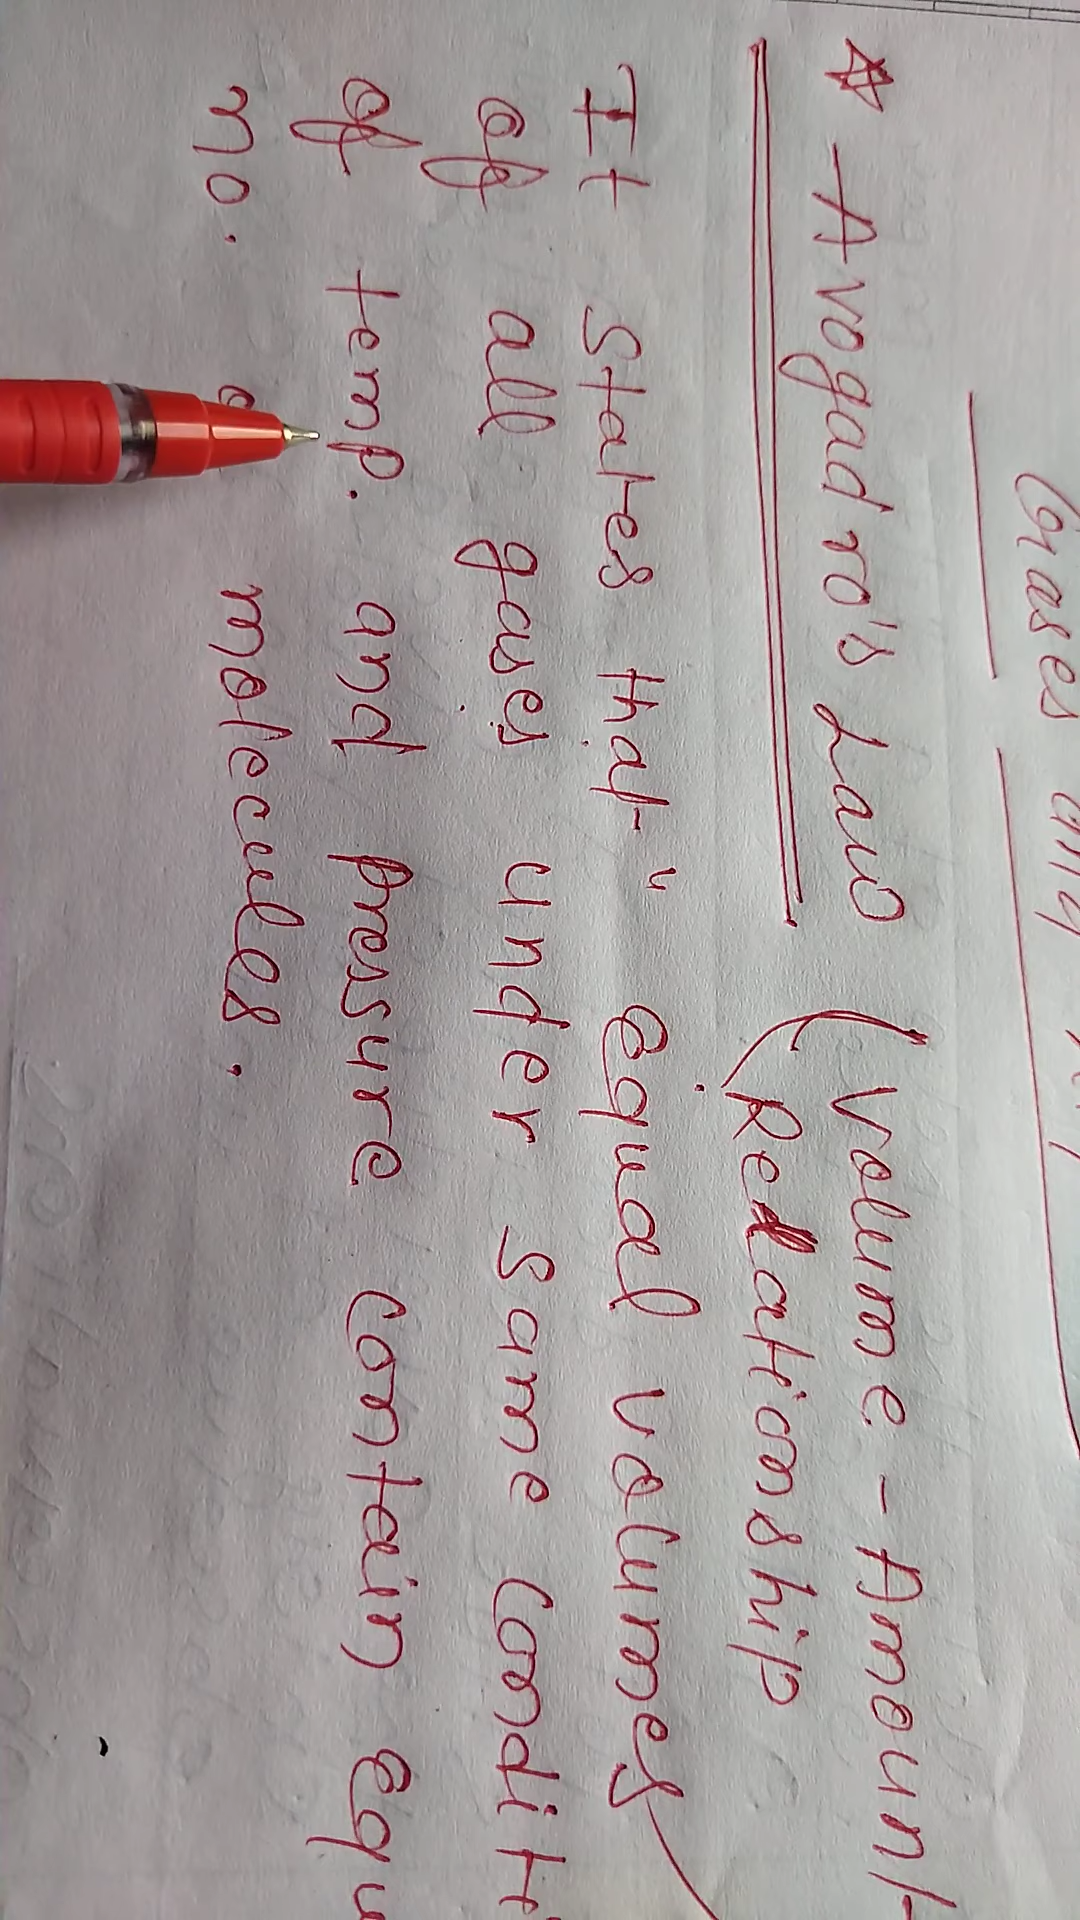 Gases and
☆ Avogadro's Law (Volume - Amount
(Relationship
It states that " Equal volumes
of all gases under same conditi
of temp. and pressure contain equ
no. molecules.